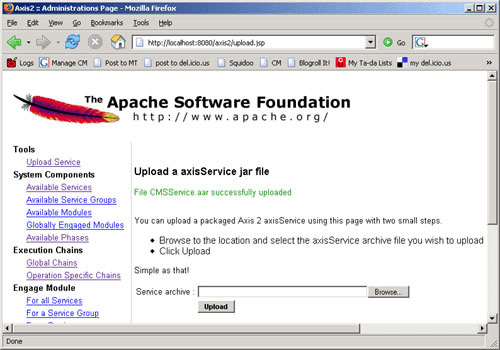 Axis2 :: Administrations Page - Mozilla Firefox
File Edit View Go Bookmarks Tools Help
http://localhost:8080/axis2/upload.jsp Go
Logs Manage CM Post to MT post to del.icio.us Squidoo CM Blogroll It! My Ta-da Lists my del.icio.us
The Apache Software Foundation
http://www.apache.org/
Tools
Upload Service
System Components
Available Services
Available Service Groups
Available Modules
Globally Engaged Modules
Available Phases
Execution Chains
Global Chains
Operation Specific Chains
Engage Module
For all Services
For a Service Group
Upload a axisService jar file
File CMSService.aar successfully uploaded
You can upload a packaged Axis 2 axisService using this page with two small steps.
Browse to the location and select the axisService archive file you wish to upload
Click Upload
Simple as that!
Service archive : Browse...
Upload
Done